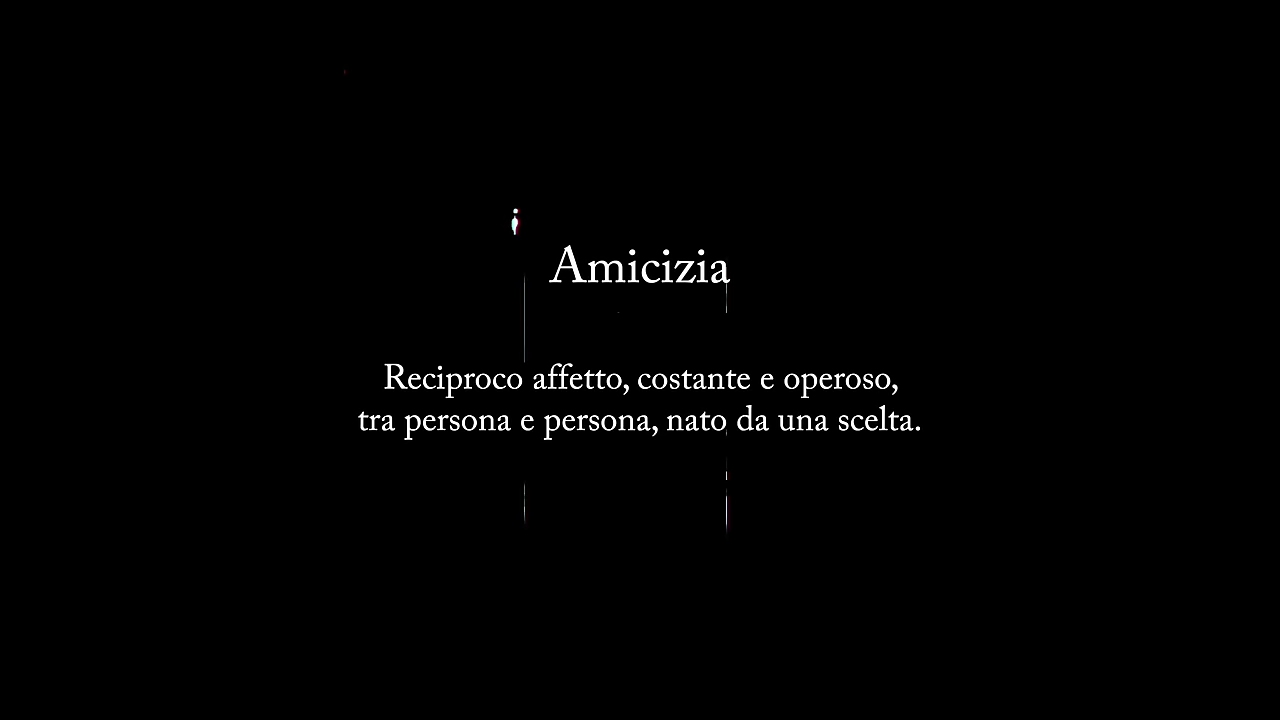 Amicizia
Reciproco affetto, costante e operoso,
tra persona e persona, nato da una scelta.